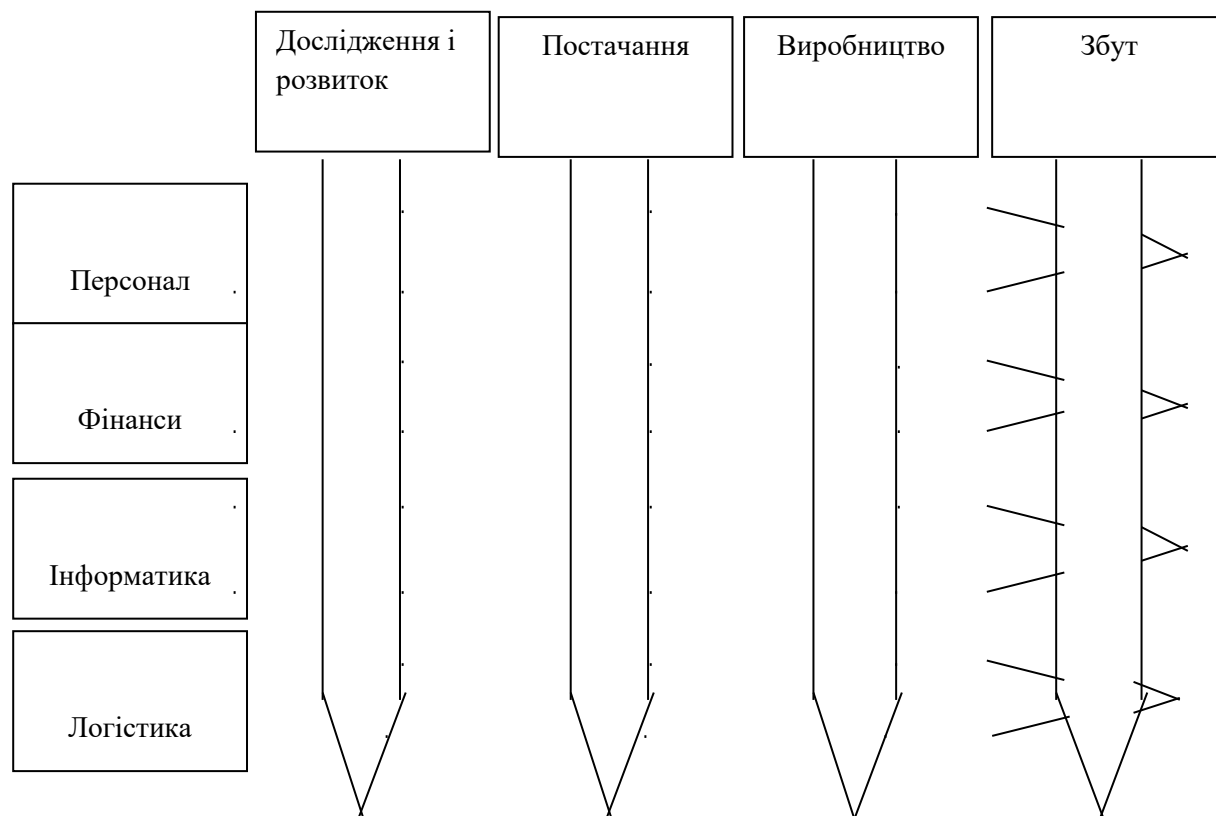 Дослідження і
розвиток
Постачання
Виробництво
Збут
Персонал
Фінанси
Інформатика
Логістика